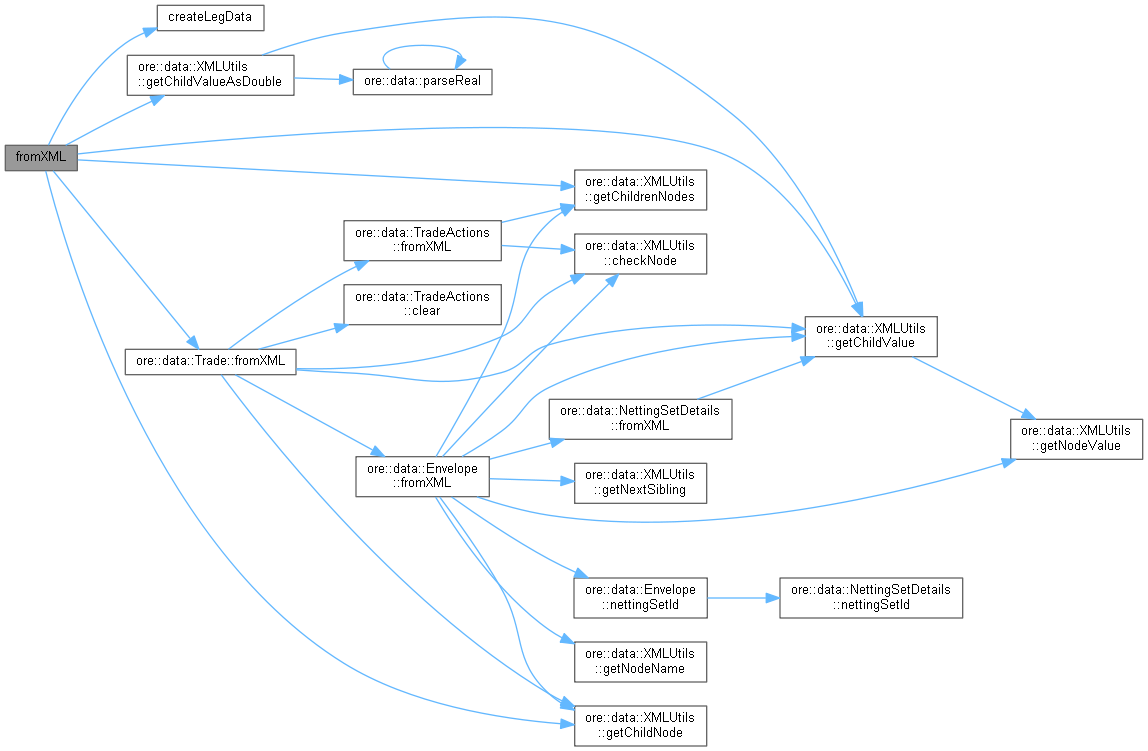 createLegData
ore::data::XMLUtils
::getChildValueAsDouble
ore::data::parseReal
fromXML
ore::data::XMLUtils
::getChildrenNodes
ore::data::TradeActions
::fromXML
ore::data::XMLUtils
::checkNode
ore::data::TradeActions
::clear
ore::data::XMLUtils
::getChildValue
ore::data::Trade::fromXML
ore::data::NettingSetDetails
::fromXML
ore::data::XMLUtils
::getNodeValue
ore::data::Envelope
::fromXML
ore::data::XMLUtils
::getNextSibling
ore::data::Envelope
::nettingSetId
ore::data::NettingSetDetails
::nettingSetId
ore::data::XMLUtils
::getNodeName
ore::data::XMLUtils
::getChildNode